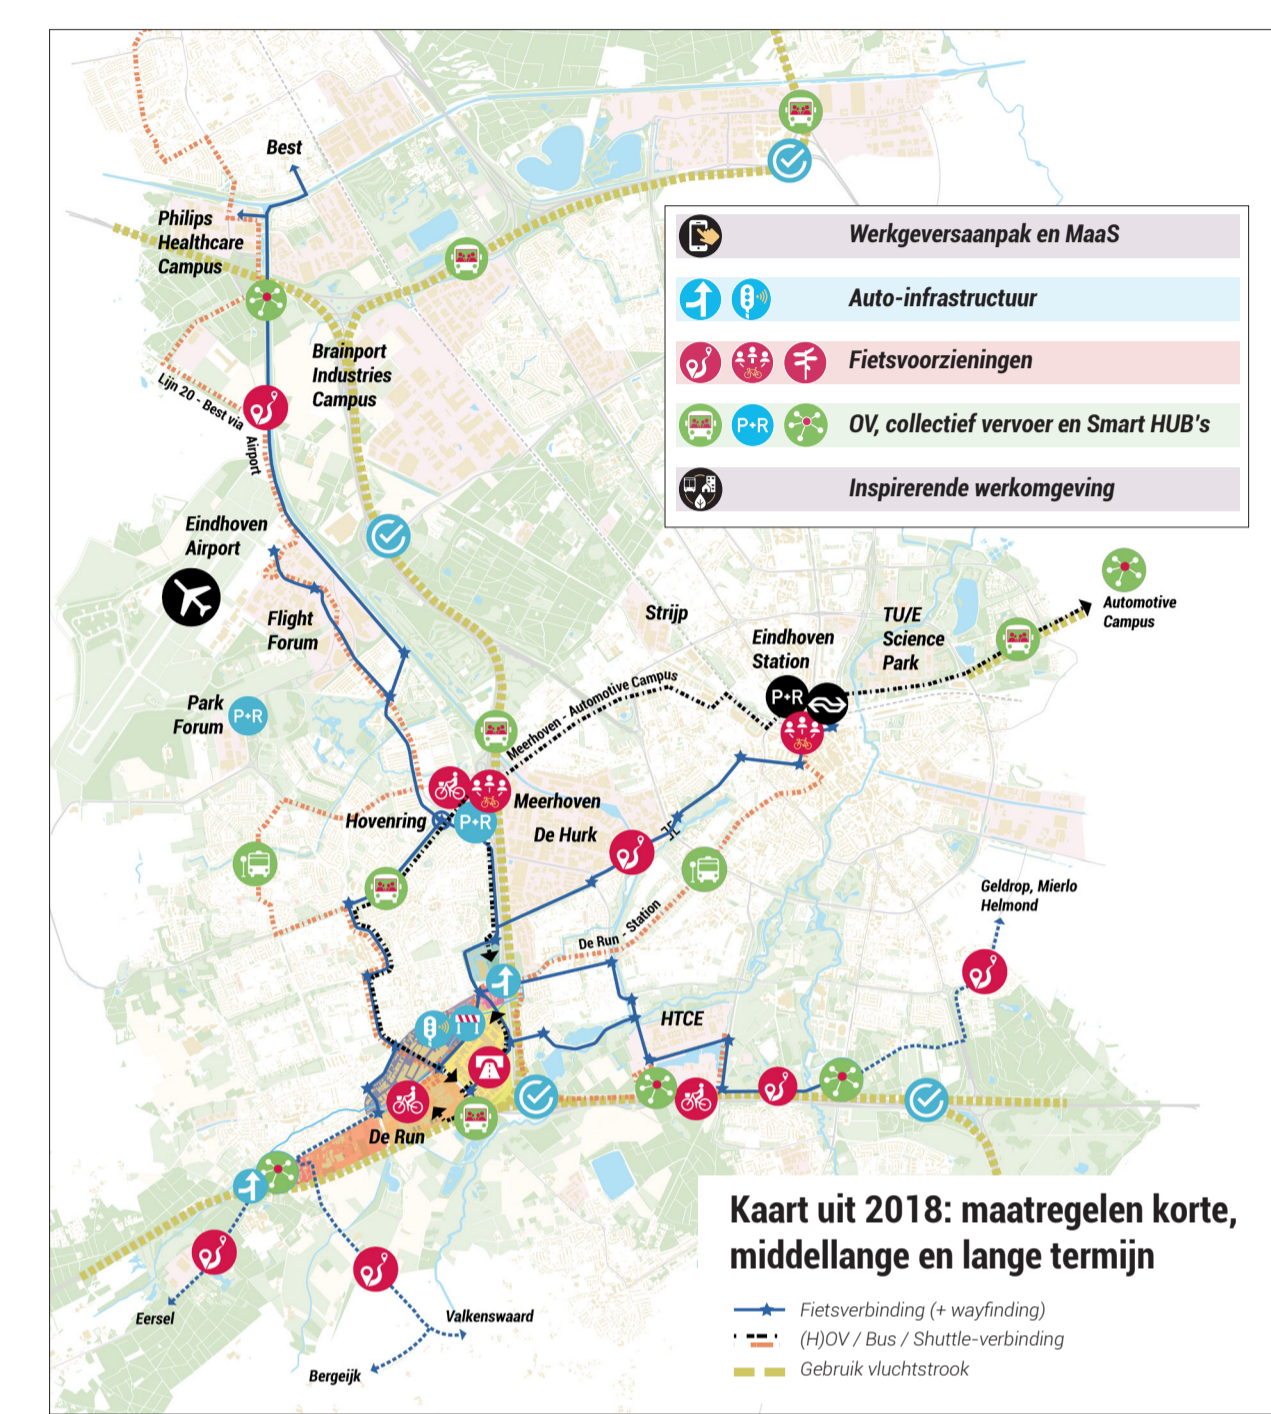 Best
Philips
Healthcare
Campus
Brainport
Industries
Campus
Lijn 20 - Best via
Airport
Werkgeversaanpak en MaaS
Auto-infrastructuur
Fietsvoorzieningen
P+R
OV, collectief vervoer en Smart HUB's
Inspirerende werkomgeving
Eindhoven
Airport
Flight
Forum
Park
Forum
P+R
Strijp
Eindhoven
Station
P+R
TU/E
Science
Park
Automotive
Campus
Meerhoven - Automotive Campus
Meerhoven
Hovenring
P+R
De Hurk
Geldrop, Mierlo
Helmond
De Run - Station
HTCE
De Run
Eersel
Valkenswaard
Bergeijk
Kaart uit 2018: maatregelen korte,
middellange en lange termijn
Fietsverbinding (+ wayfinding)
(H)OV / Bus / Shuttle-verbinding
Gebruik vluchtstrook